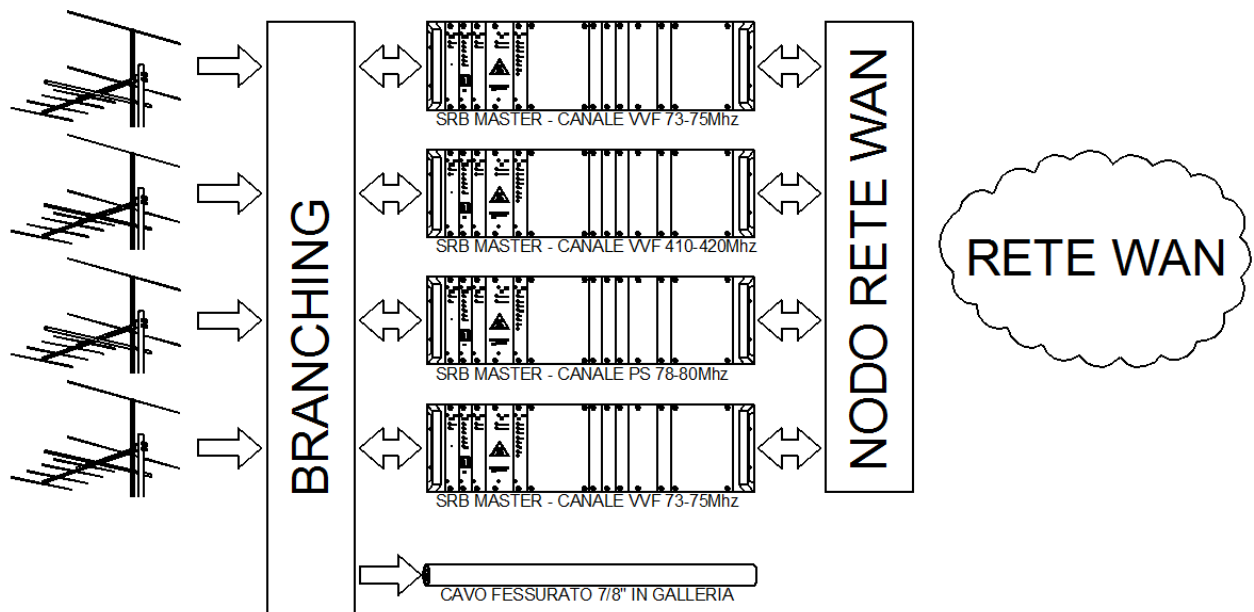 BRANCHING
SRB MASTER - CANALE VVF 73-75Mhz
SRB MASTER - CANALE VVF 410-420Mhz
SRB MASTER - CANALE PS 78-80Mhz
SRB MASTER - CANALE VVF 73-75Mhz
CAVO FESSURATO 7/8" IN GALLERIA
NODO RETE WAN
RETE WAN